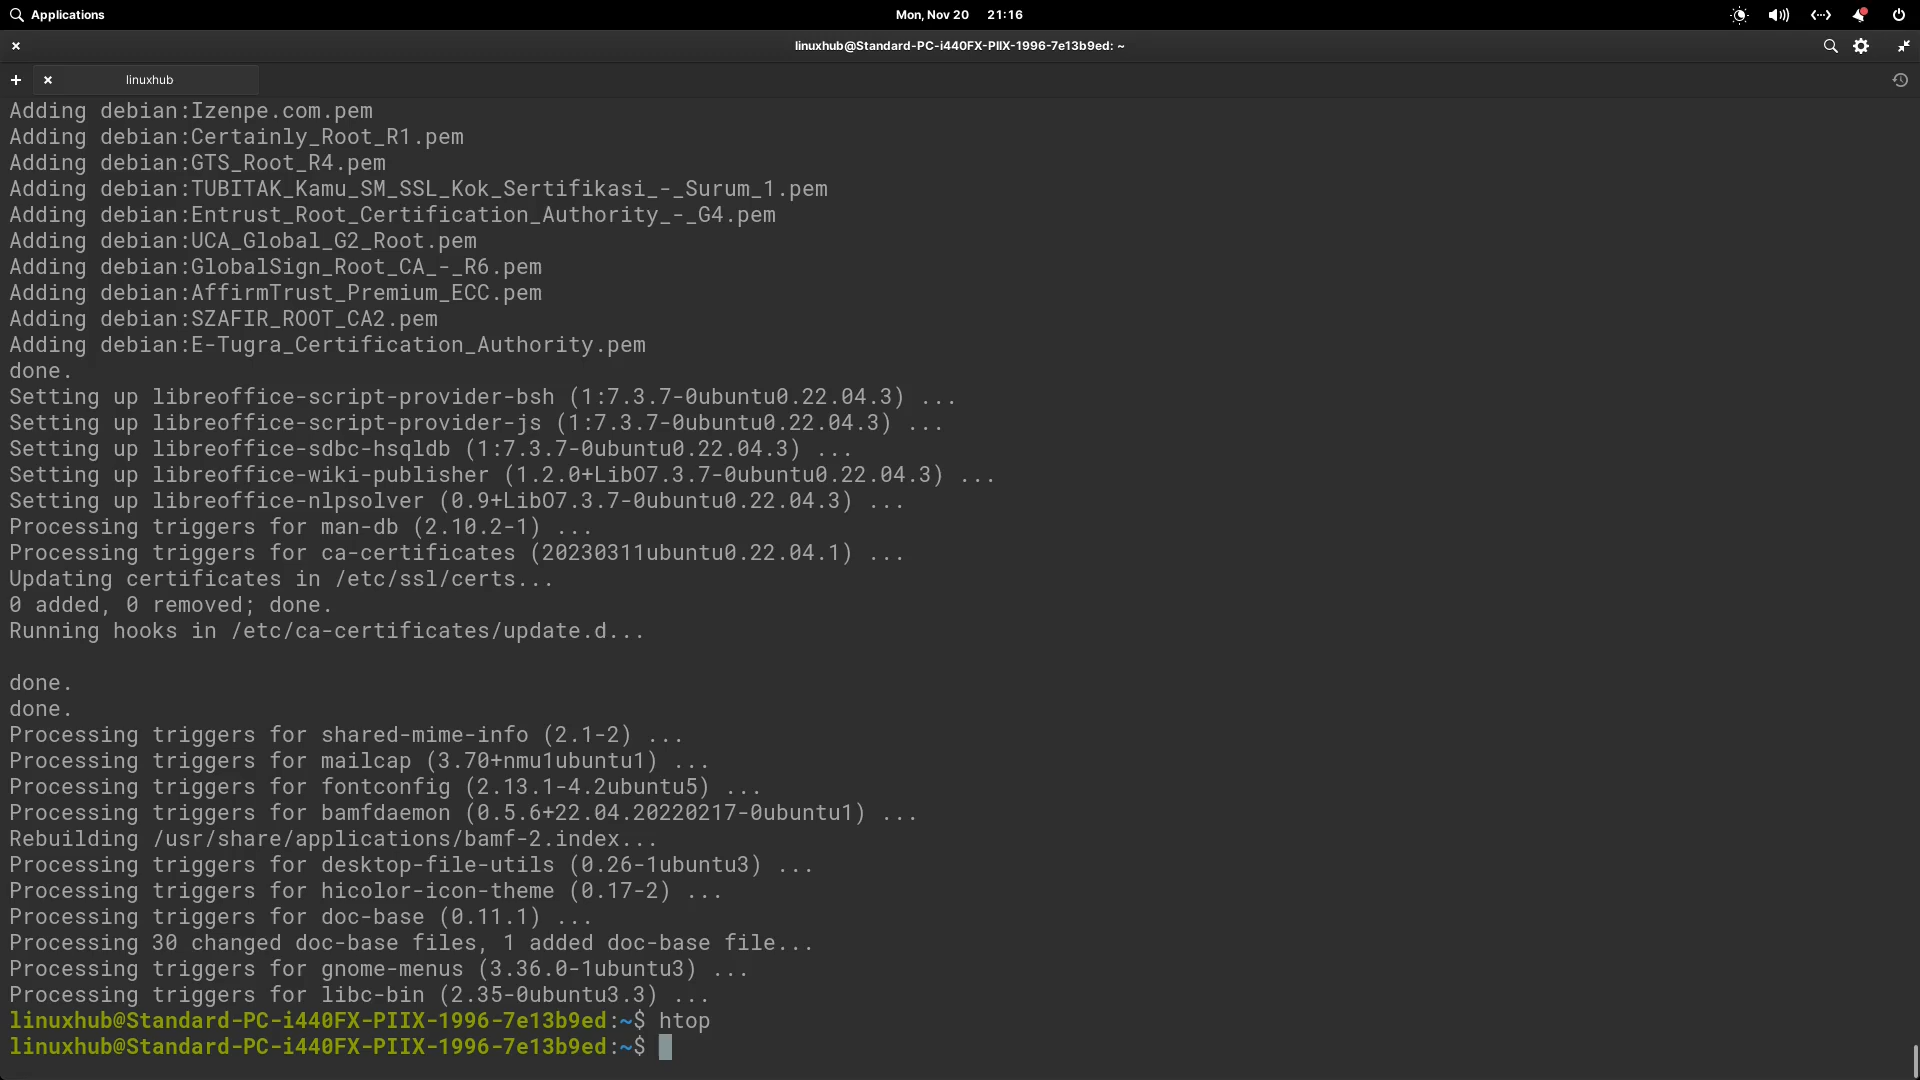 Applications
Mon, Nov 20 21:16
linuxhub@Standard-PC-i440FX-PIIX-1996-7e13b9ed: ~
linuxhub
Adding debian:Izenpe.com.pem
Adding debian:Certainly_Root_R1.pem
Adding debian:GTS_Root_R4.pem
Adding debian:TUBITAK_Kamu_SM_SSL_Kok_Sertifikasi_-_Surum_1.pem
Adding debian:Entrust_Root_Certification_Authority_-_G4.pem
Adding debian:UCA_Global_G2_Root.pem
Adding debian:GlobalSign_Root_CA_-_R6.pem
Adding debian:AffirmTrust_Premium_ECC.pem
Adding debian:SZAFIR_ROOT_CA2.pem
Adding debian:E-Tugra_Certification_Authority.pem
done.
Setting up libreoffice-script-provider-bsh (1:7.3.7-0ubuntu0.22.04.3) ...
Setting up libreoffice-script-provider-js (1:7.3.7-0ubuntu0.22.04.3) ...
Setting up libreoffice-sdbc-hsqldb (1:7.3.7-0ubuntu0.22.04.3) ...
Setting up libreoffice-wiki-publisher (1.2.0+LibO7.3.7-0ubuntu0.22.04.3) ...
Setting up libreoffice-nlpsolver (0.9+LibO7.3.7-0ubuntu0.22.04.3) ...
Processing triggers for man-db (2.10.2-1) ...
Processing triggers for ca-certificates (20230311ubuntu0.22.04.1) ...
Updating certificates in /etc/ssl/certs...
0 added, 0 removed; done.
Running hooks in /etc/ca-certificates/update.d...
done.
done.
Processing triggers for shared-mime-info (2.1-2) ...
Processing triggers for mailcap (3.70+nmu1ubuntu1) ...
Processing triggers for fontconfig (2.13.1-4.2ubuntu5) ...
Processing triggers for bamfdaemon (0.5.6+22.04.20220217-0ubuntu1) ...
Rebuilding /usr/share/applications/bamf-2.index...
Processing triggers for desktop-file-utils (0.26-1ubuntu3) ...
Processing triggers for hicolor-icon-theme (0.17-2) ...
Processing triggers for doc-base (0.11.1) ...
Processing 30 changed doc-base files, 1 added doc-base file...
Processing triggers for gnome-menus (3.36.0-1ubuntu3) ...
Processing triggers for libc-bin (2.35-0ubuntu3.3) ...
linuxhub@Standard-PC-i440FX-PIIX-1996-7e13b9ed:~$ htop
linuxhub@Standard-PC-i440FX-PIIX-1996-7e13b9ed:~$